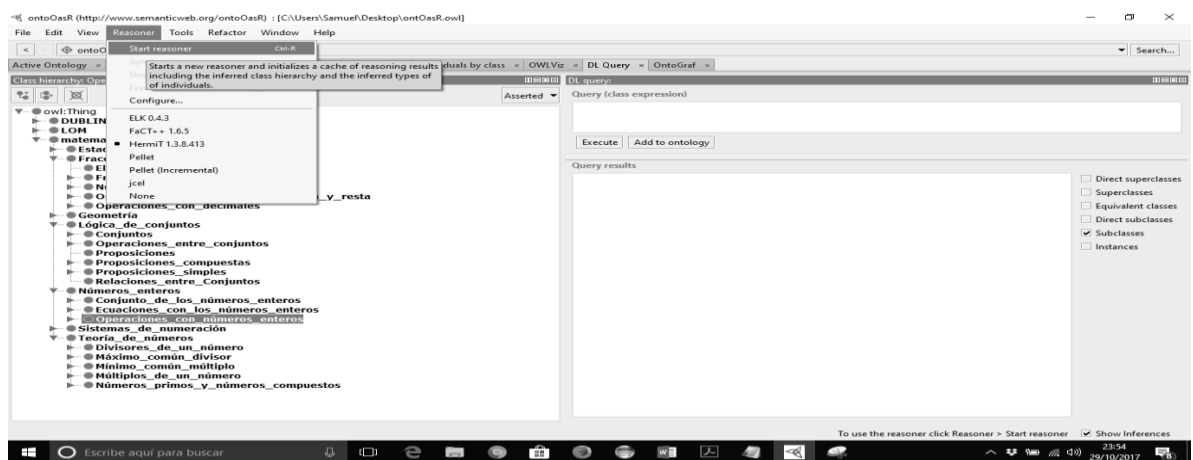 ontoOasR (http://www.semanticweb.org/ontoOasR) : [C:\Users\Samuel\Desktop\ontOasR.owl]
File Edit View Reasoner Tools Refactor Window Help
< > ontoO Search...
Active Ontology × duals by class × OWLViz × DL Query × OntoGraf ×
Start reasoner Ctrl-R
Starts a new reasoner and initializes a cache of reasoning results
including the inferred class hierarchy and the inferred types of
of individuals.
Configure...
ELK 0.4.3
FaCT++ 1.6.5
HermiT 1.3.8.413
Pellet
Pellet (Incremental)
jcel
None
Class hierarchy: Ope
Asserted
owl:Thing
DUBLIN
LOM
matema
Estad
Frac
El
Fr
N
O y_resta
Operaciones_con_decimales
Geometría
Lógica_de_conjuntos
Conjuntos
Operaciones_entre_conjuntos
Proposiciones
Proposiciones_compuestas
Proposiciones_simples
Relaciones_entre_Conjuntos
Números_enteros
Conjunto_de_los_números_enteros
Ecuaciones_con_los_números_enteros
Operaciones_con_números_enteros
Sistemas_de_numeración
Teoría_de_números
Divisores_de_un_número
Máximo_común_divisor
Mínimo_común_múltiplo
Múltiplos_de_un_número
Números_primos_y_números_compuestos
DL query:
Query (class expression)
Execute Add to ontology
Query results
Direct superclasses
Superclasses
Equivalent classes
Direct subclasses
Subclasses
Instances
To use the reasoner click Reasoner > Start reasoner Show Inferences
Escribe aquí para buscar
23:54
29/10/2017